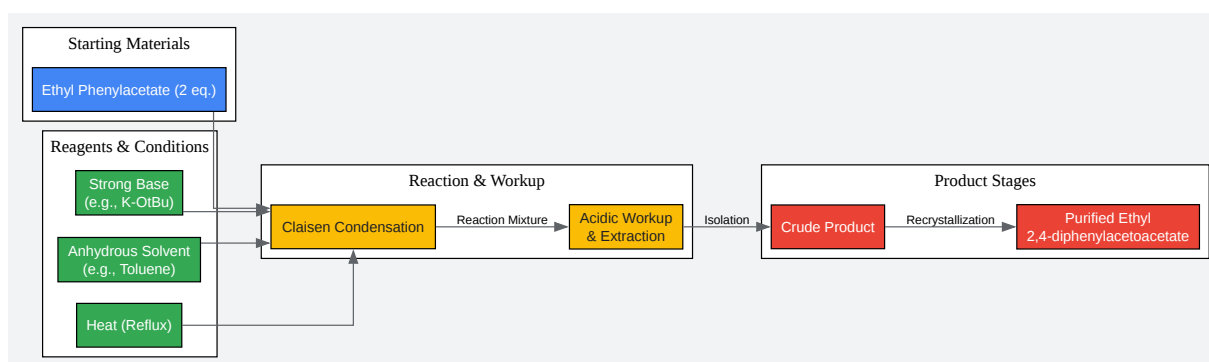 Starting Materials
Ethyl Phenylacetate (2 eq.)
Reagents & Conditions
Strong Base
(e.g., K-OtBu)
Anhydrous Solvent
(e.g., Toluene)
Heat (Reflux)
Reaction & Workup
Claisen Condensation
Reaction Mixture
Acidic Workup
& Extraction
Isolation
Product Stages
Crude Product
Recrystallization
Purified Ethyl
2,4-diphenylacetoacetate